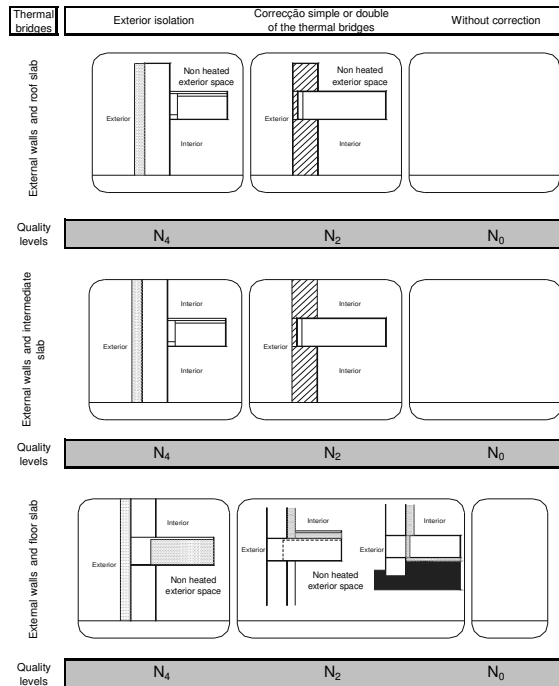 Thermal bridges
Exterior isolation
Correcção simple or double of the thermal bridges
Without correction
External walls and roof slab
Non heated exterior space
Exterior
Interior
Non heated exterior space
Exterior
Interior
Quality levels
N4
N2
N0
External walls and intermediate slab
Interior
Exterior
Interior
Interior
Exterior
Interior
Quality levels
N4
N2
N0
External walls and floor slab
Interior
Exterior
Non heated exterior space
Interior
Exterior
Non heated exterior space
Interior
Exterior
Quality levels
N4
N2
N0